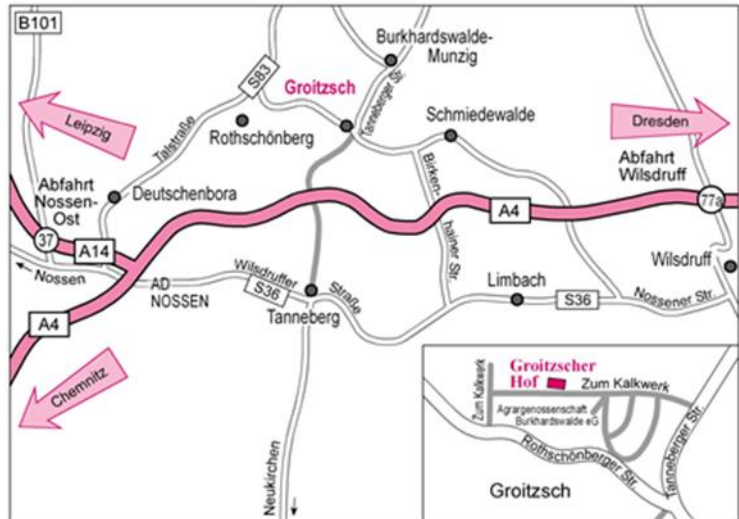 B101
Burkhardswalde-
Munzig
S83
Groitzsch
Tanneberger Str.
Leipzig
Talstraße
Rothschönberg
Schmiedewalde
Dresden
Abfahrt
Wilsdruff
Abfahrt
Nossen-
Ost
Deutschenbora
Birken-
hainer Str.
A4
77a
37
A14
Nossen
AD
NOSSEN
Wilsdruffer
Straße
S36
Tanneberg
Limbach
S36
Nossener Str.
Wilsdruff
A4
Chemnitz
Neukirchen
Groitzscher
Hof
Zum Kalkwerk
Zum Kalkwerk
Agrargenossenschaft
Burkhardswalde eG
Rothschönberger Str.
Tanneberger Str.
Groitzsch